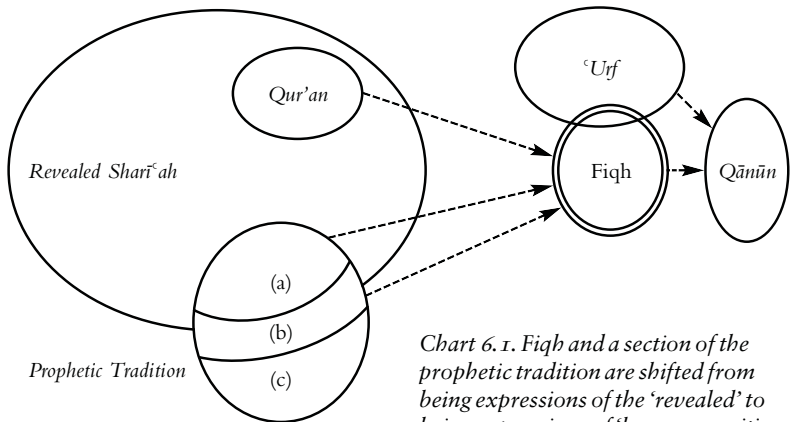 ʿUrf
Qur'an
Revealed Sharīʿah
Fiqh
Qānūn
(a)
(b)
(c)
Prophetic Tradition
Chart 6.1. Fiqh and a section of the
prophetic tradition are shifted from
being expressions of the ‘revealed’ to